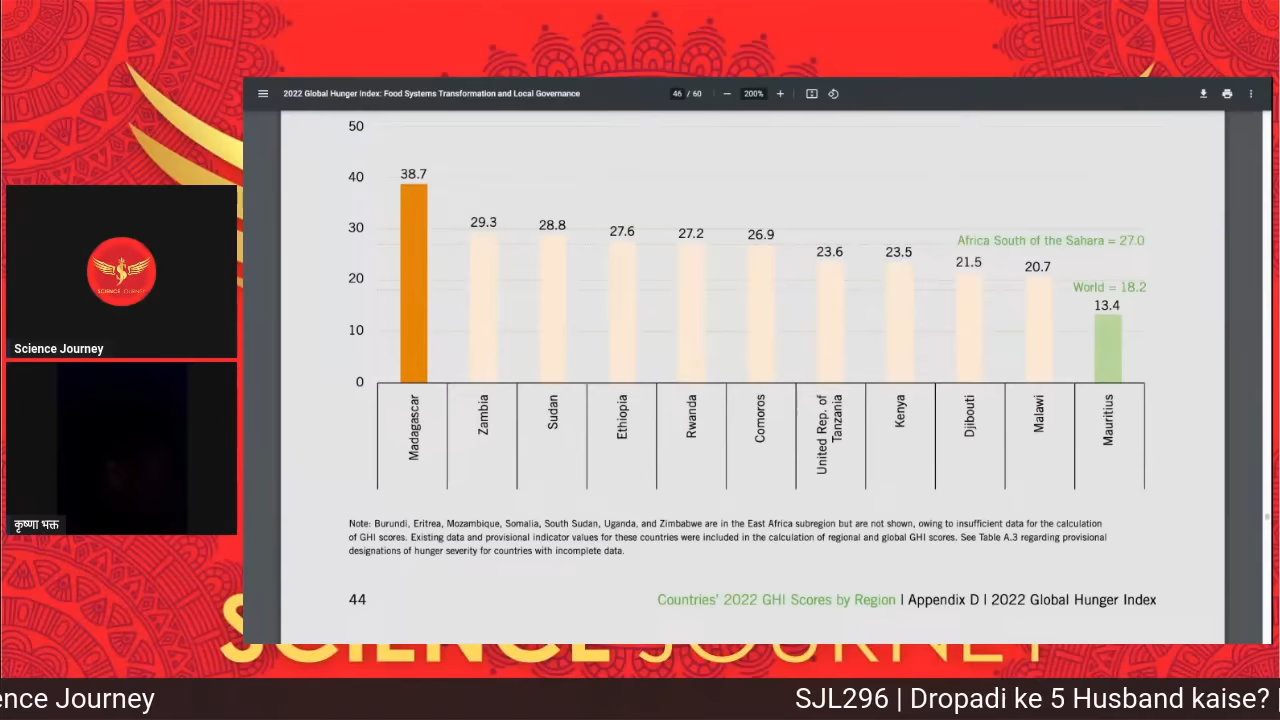 2022 Global Hunger Index: Food Systems Transformation and Local Governance
46 / 60
200%
50
40
30
20
10
0
38.7
29.3
28.8
27.6
27.2
26.9
23.6
23.5
21.5
20.7
13.4
Africa South of the Sahara = 27.0
World = 18.2
Madagascar
Zambia
Sudan
Ethiopia
Rwanda
Comoros
United Rep. of
Tanzania
Kenya
Djibouti
Malawi
Mauritius
Note: Burundi, Eritrea, Mozambique, Somalia, South Sudan, Uganda, and Zimbabwe are in the East Africa subregion but are not shown, owing to insufficient data for the calculation
of GHI scores. Existing data and provisional indicator values for these countries were included in the calculation of regional and global GHI scores. See Table A.3 regarding provisional
designations of hunger severity for countries with incomplete data.
44
Countries' 2022 GHI Scores by Region | Appendix D | 2022 Global Hunger Index
SCIENCE JOURNEY
Science Journey
कृष्णा भक्त
SCIENCE JOURNEY
ence Journey
SJL296 | Dropadi ke 5 Husband kaise?